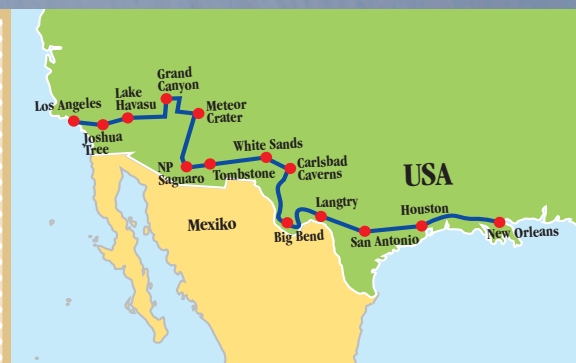 Grand
Canyon
Lake
Havasu
Los Angeles
Meteor
Crater
Joshua
Tree
White Sands
NP
Saguaro
Tombstone
Carlsbad
Caverns
USA
Mexiko
Langtry
Houston
Big Bend
San Antonio
New Orleans